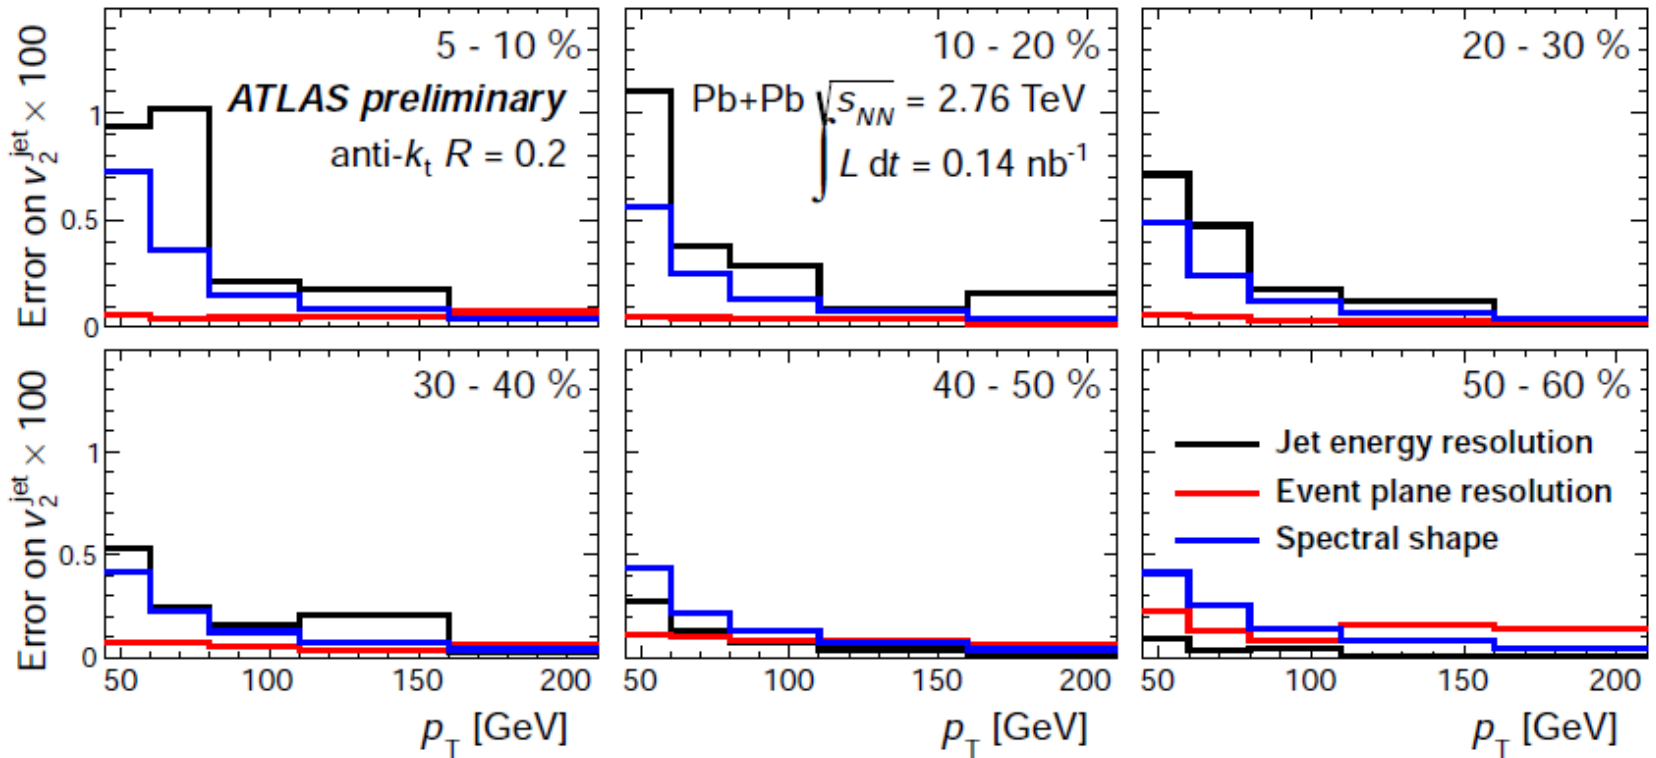 5 - 10 %
ATLAS preliminary
anti-k_t R = 0.2
Error on v_2^jet × 100
1
0.5
0
10 - 20 %
Pb+Pb √s_NN = 2.76 TeV
∫ L dt = 0.14 nb^-1
20 - 30 %
30 - 40 %
Error on v_2^jet × 100
1
0.5
0
50 100 150 200
p_T [GeV]
40 - 50 %
50 100 150 200
p_T [GeV]
50 - 60 %
Jet energy resolution
Event plane resolution
Spectral shape
50 100 150 200
p_T [GeV]